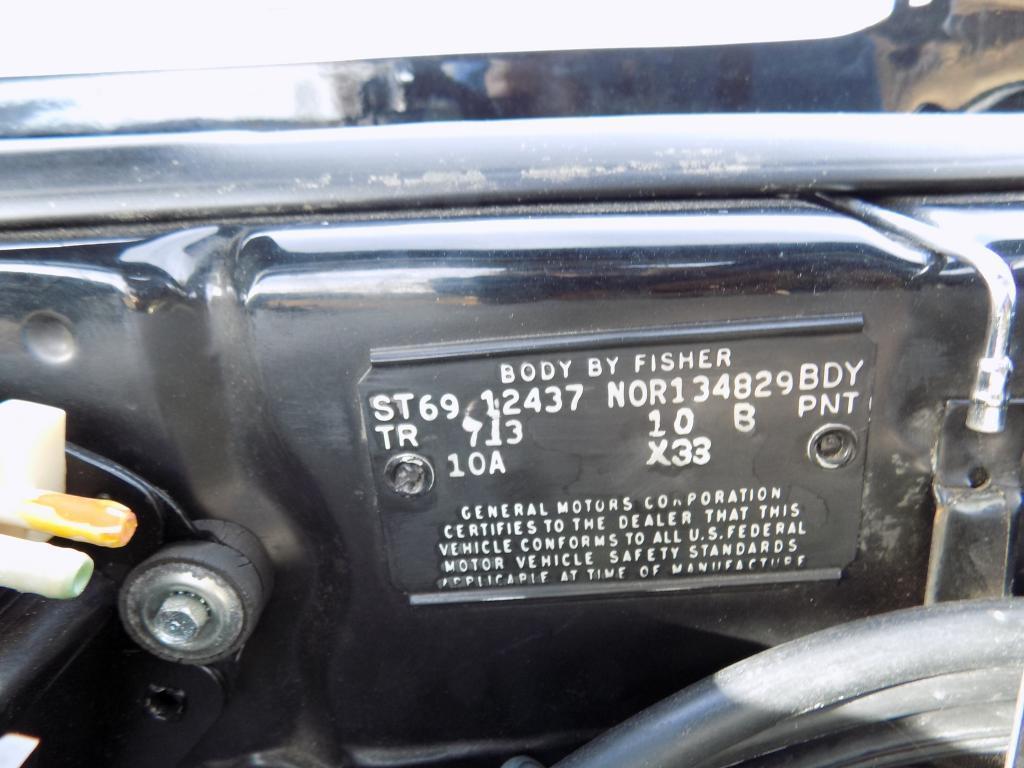 BODY BY FISHER
ST69 12437 NOR134829 BDY
TR 713 10 B PNT
10A X33
GENERAL MOTORS CORPORATION
CERTIFIES TO THE DEALER THAT THIS
VEHICLE CONFORMS TO ALL U.S. FEDERAL
MOTOR VEHICLE SAFETY STANDARDS
APPLICABLE AT TIME OF MANUFACTURE